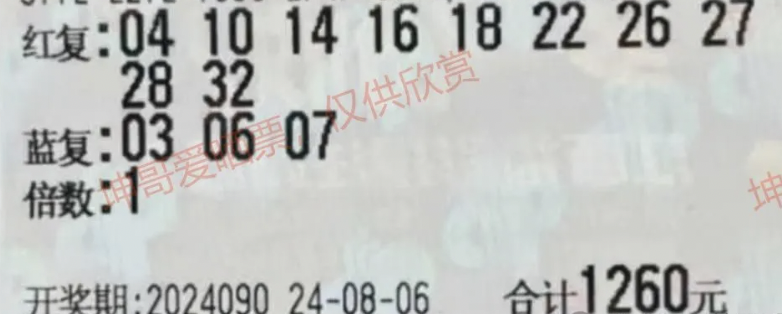 红复:04 10 14 16 18 22 26 27
28 32
蓝复:03 06 07
倍数:1
坤哥爱晒票 仅供欣赏
坤
开奖期:2024090 24-08-06 合计1260元